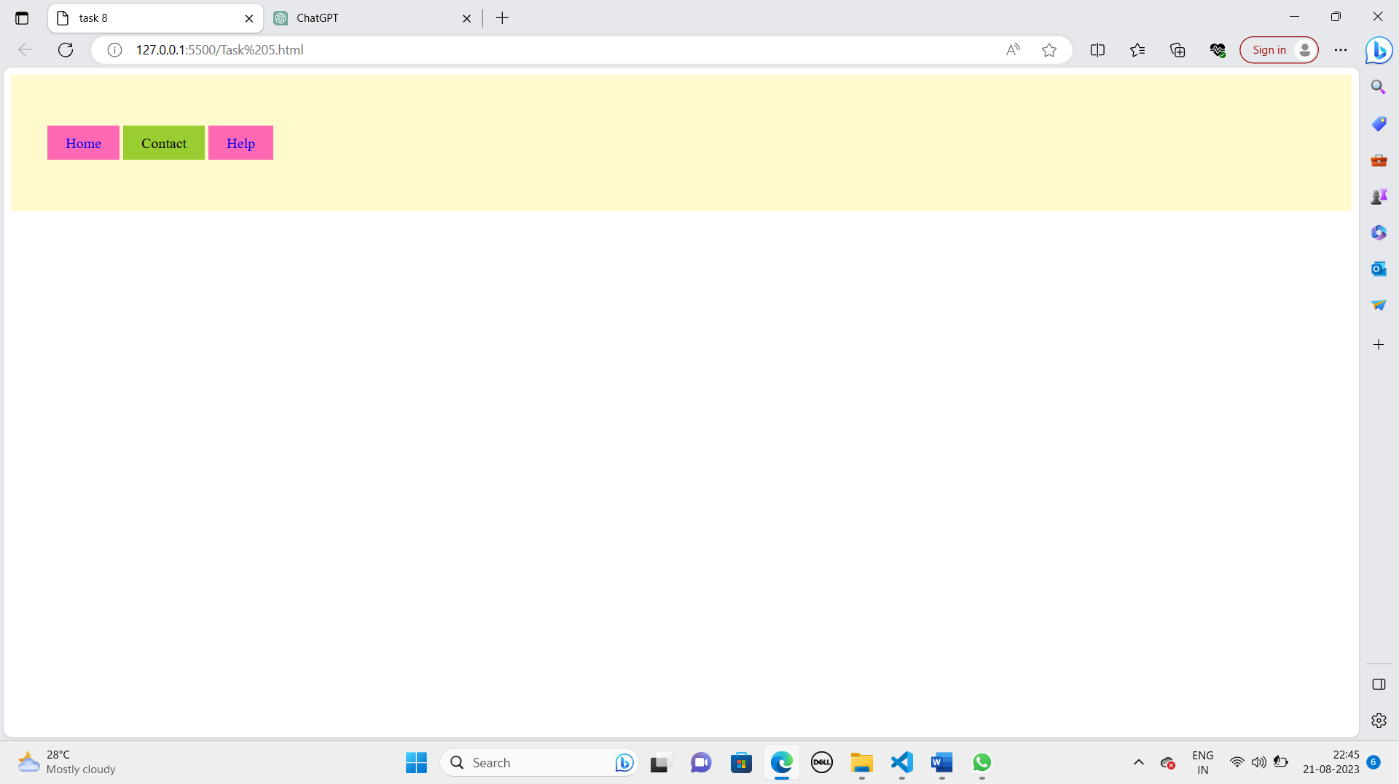 task 8
ChatGPT
127.0.0.1:5500/Task%205.html
Sign in
Home
Contact
Help
28°C
Mostly cloudy
Search
DELL
ENG
IN
22:45
21-08-2023
6